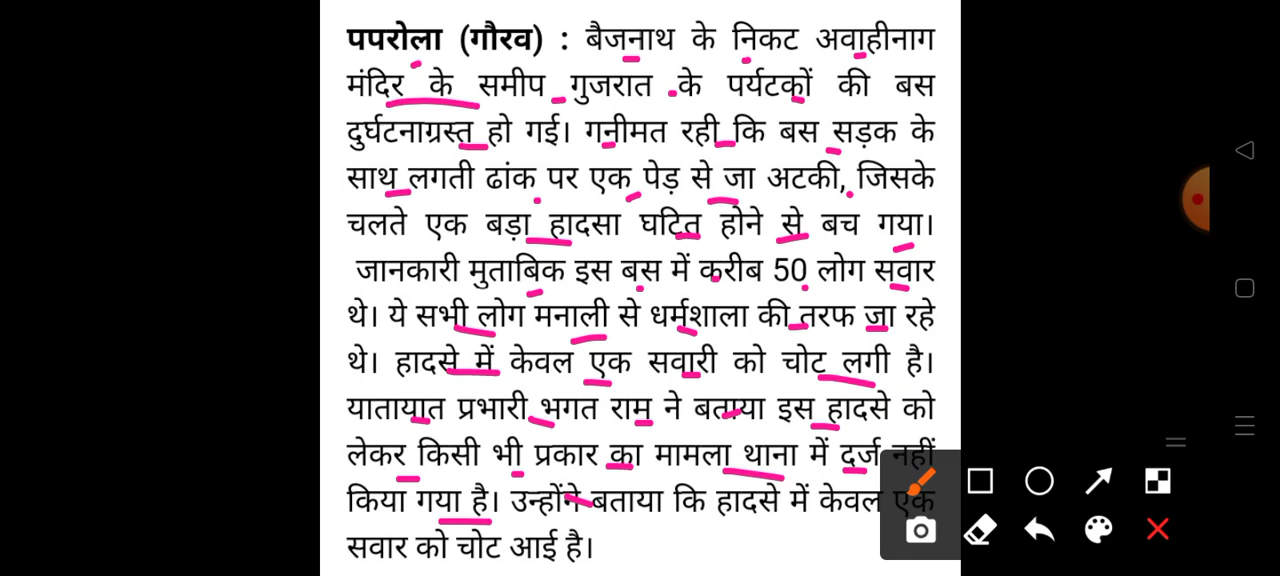 पपरोला (गौरव) : बैजनाथ के निकट अवाहीनाग
मंदिर के समीप गुजरात के पर्यटकों की बस
दुर्घटनाग्रस्त हो गई। गनीमत रही कि बस सड़क के
साथ लगती ढांक पर एक पेड़ से जा अटकी, जिसके
चलते एक बड़ा हादसा घटित होने से बच गया।
जानकारी मुताबिक इस बस में करीब 50 लोग सवार
थे। ये सभी लोग मनाली से धर्मशाला की तरफ जा रहे
थे। हादसे में केवल एक सवारी को चोट लगी है।
यातायात प्रभारी भगत राम ने बताया इस हादसे को
लेकर किसी भी प्रकार का मामला थाना में दर्ज नहीं
किया गया है। उन्होंने बताया कि हादसे में केवल एक
सवार को चोट आई है।